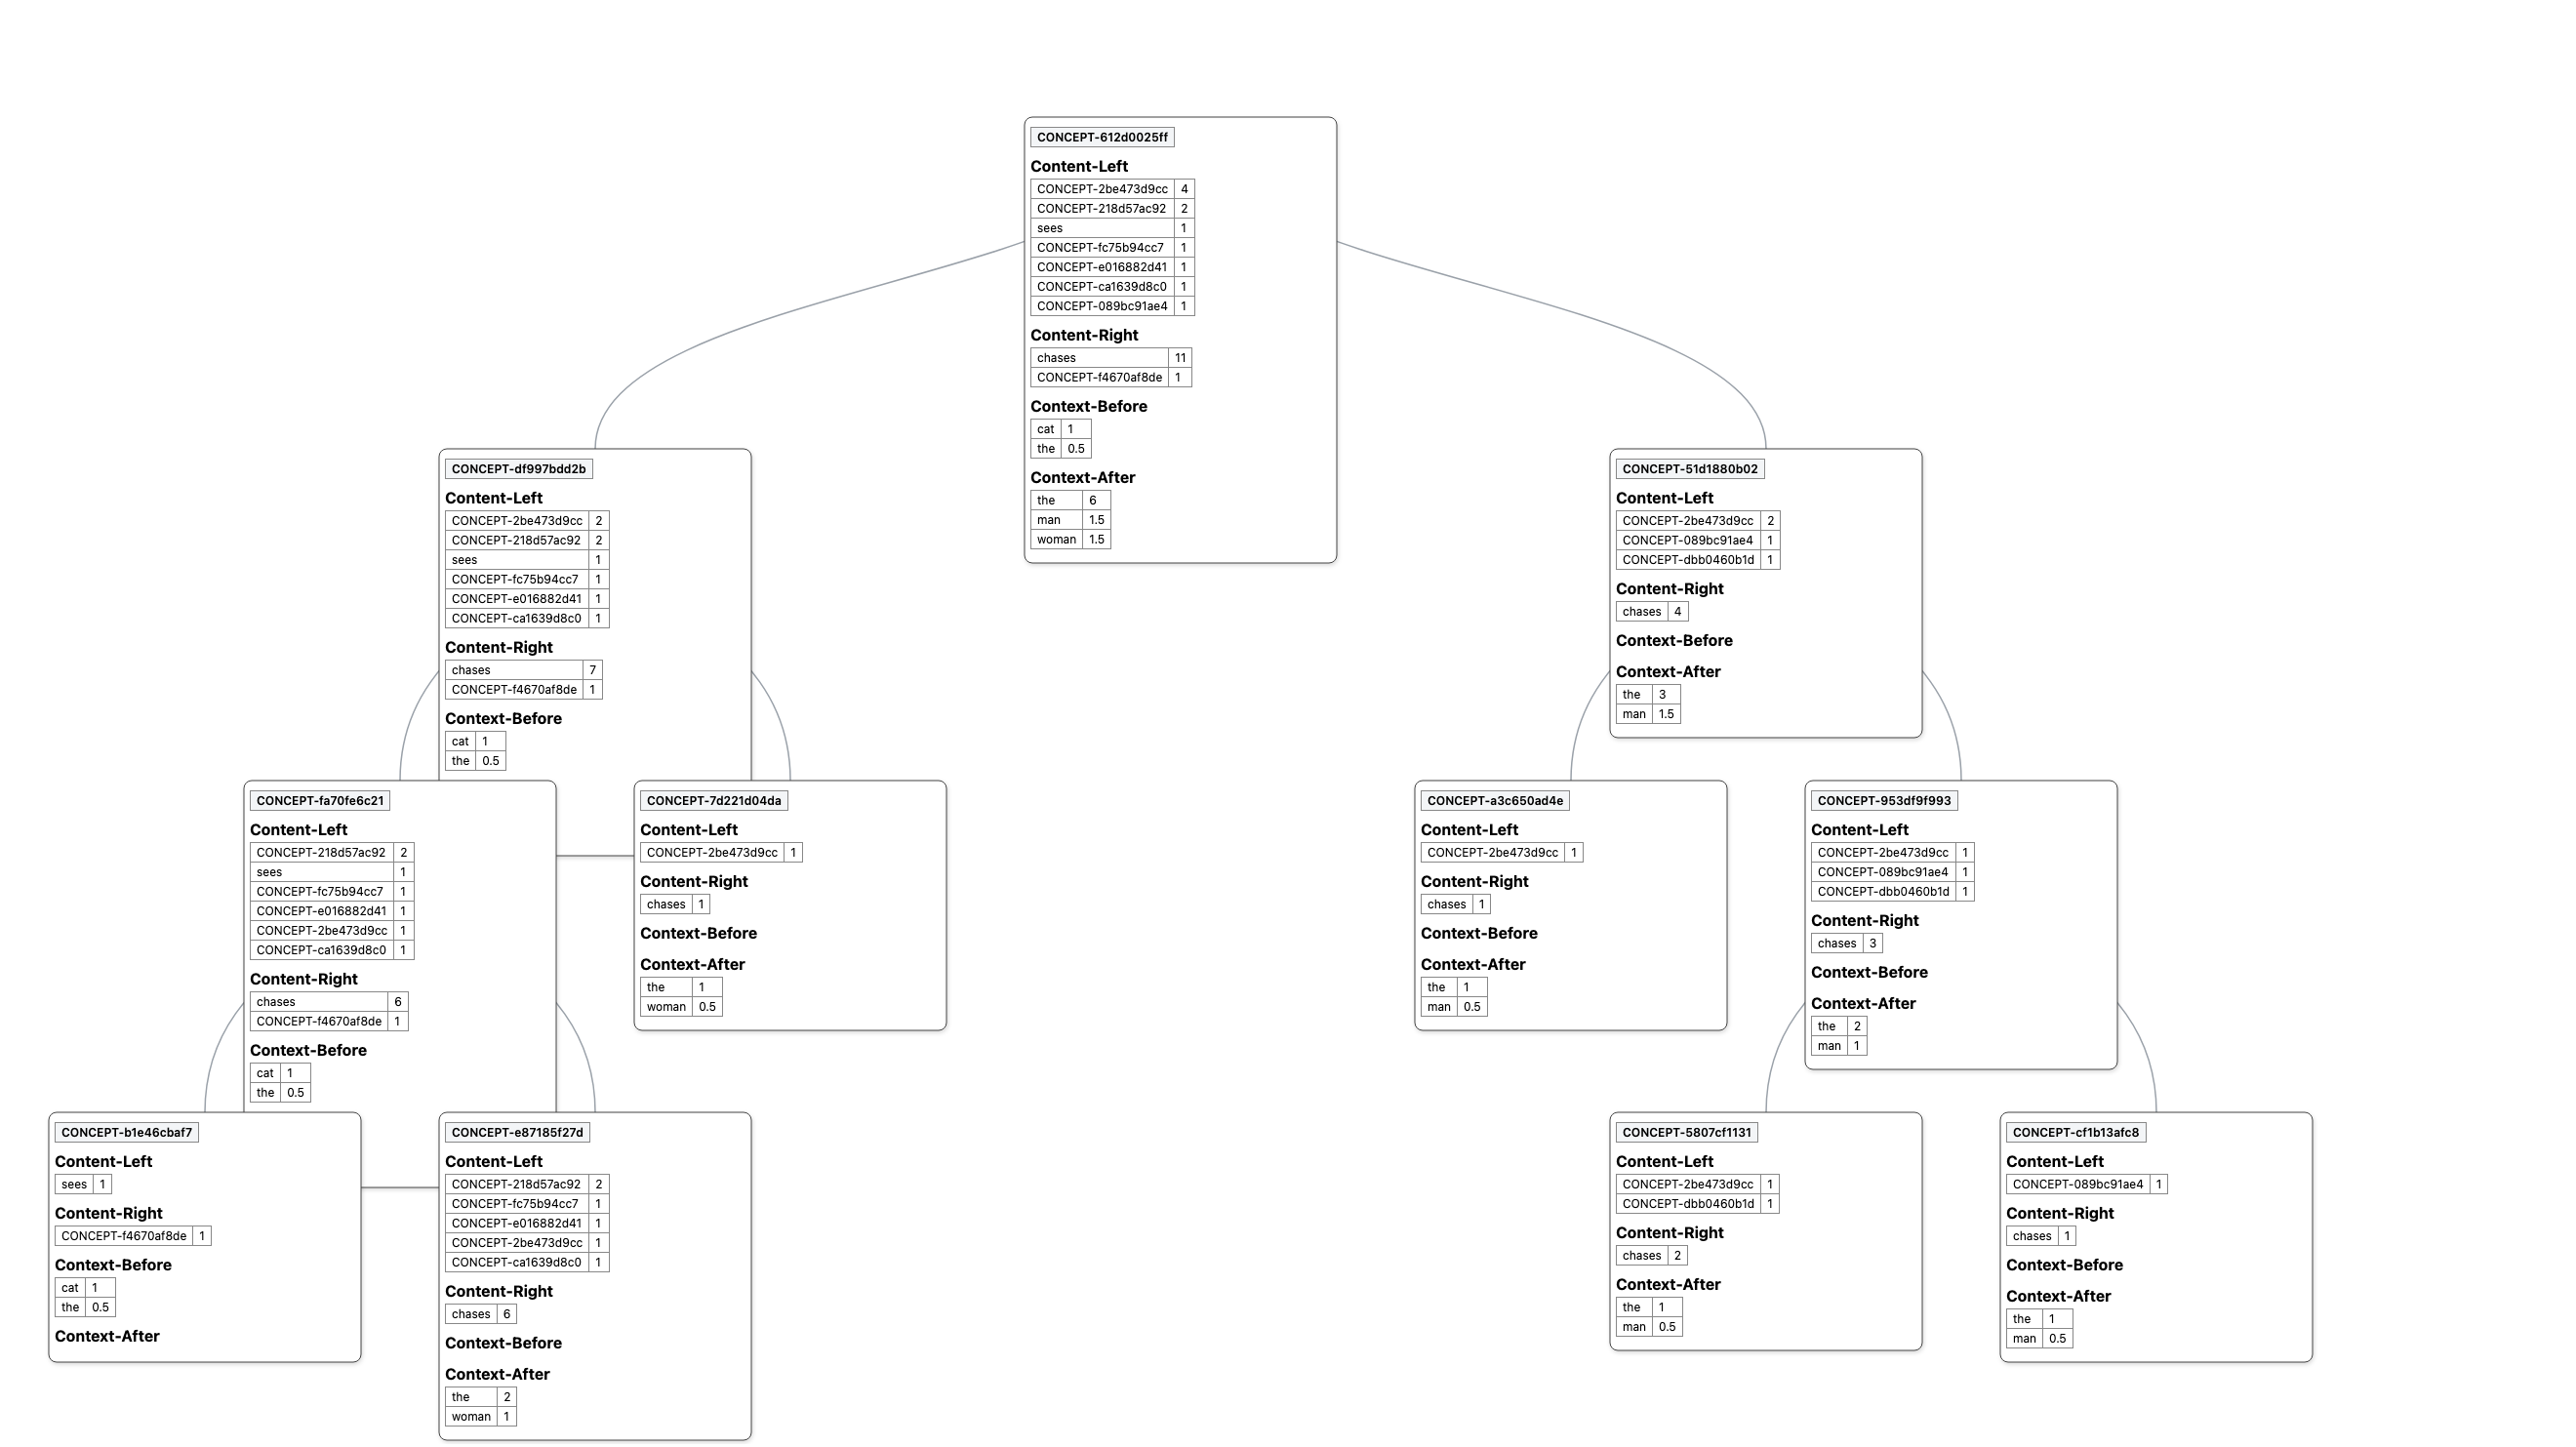 CONCEPT-612d0025ff
Content-Left
CONCEPT-2be473d9cc 4
CONCEPT-218d57ac92 2
sees 1
CONCEPT-fc75b94cc7 1
CONCEPT-e016882d41 1
CONCEPT-ca1639d8c0 1
CONCEPT-089bc91ae4 1
Content-Right
chases 11
CONCEPT-f4670af8de 1
Context-Before
cat 1
the 0.5
Context-After
the 6
man 1.5
woman 1.5
CONCEPT-df997bdd2b
Content-Left
CONCEPT-2be473d9cc 2
CONCEPT-218d57ac92 2
sees 1
CONCEPT-fc75b94cc7 1
CONCEPT-e016882d41 1
CONCEPT-ca1639d8c0 1
Content-Right
chases 7
CONCEPT-f4670af8de 1
Context-Before
cat 1
the 0.5
CONCEPT-51d1880b02
Content-Left
CONCEPT-2be473d9cc 2
CONCEPT-089bc91ae4 1
CONCEPT-dbb0460b1d 1
Content-Right
chases 4
Context-Before
Context-After
the 3
man 1.5
CONCEPT-fa70fe6c21
Content-Left
CONCEPT-218d57ac92 2
sees 1
CONCEPT-fc75b94cc7 1
CONCEPT-e016882d41 1
CONCEPT-2be473d9cc 1
CONCEPT-ca1639d8c0 1
Content-Right
chases 6
CONCEPT-f4670af8de 1
Context-Before
cat 1
the 0.5
CONCEPT-7d221d04da
Content-Left
CONCEPT-2be473d9cc 1
Content-Right
chases 1
Context-Before
Context-After
the 1
woman 0.5
CONCEPT-a3c650ad4e
Content-Left
CONCEPT-2be473d9cc 1
Content-Right
chases 1
Context-Before
Context-After
the 1
man 0.5
CONCEPT-953df9f993
Content-Left
CONCEPT-2be473d9cc 1
CONCEPT-089bc91ae4 1
CONCEPT-dbb0460b1d 1
Content-Right
chases 3
Context-Before
Context-After
the 2
man 1
CONCEPT-b1e46cbaf7
Content-Left
sees 1
Content-Right
CONCEPT-f4670af8de 1
Context-Before
cat 1
the 0.5
Context-After
CONCEPT-e87185f27d
Content-Left
CONCEPT-218d57ac92 2
CONCEPT-fc75b94cc7 1
CONCEPT-e016882d41 1
CONCEPT-2be473d9cc 1
CONCEPT-ca1639d8c0 1
Content-Right
chases 6
Context-Before
Context-After
the 2
woman 1
CONCEPT-5807cf1131
Content-Left
CONCEPT-2be473d9cc 1
CONCEPT-dbb0460b1d 1
Content-Right
chases 2
Context-After
the 1
man 0.5
CONCEPT-cf1b13afc8
Content-Left
CONCEPT-089bc91ae4 1
Content-Right
chases 1
Context-Before
Context-After
the 1
man 0.5